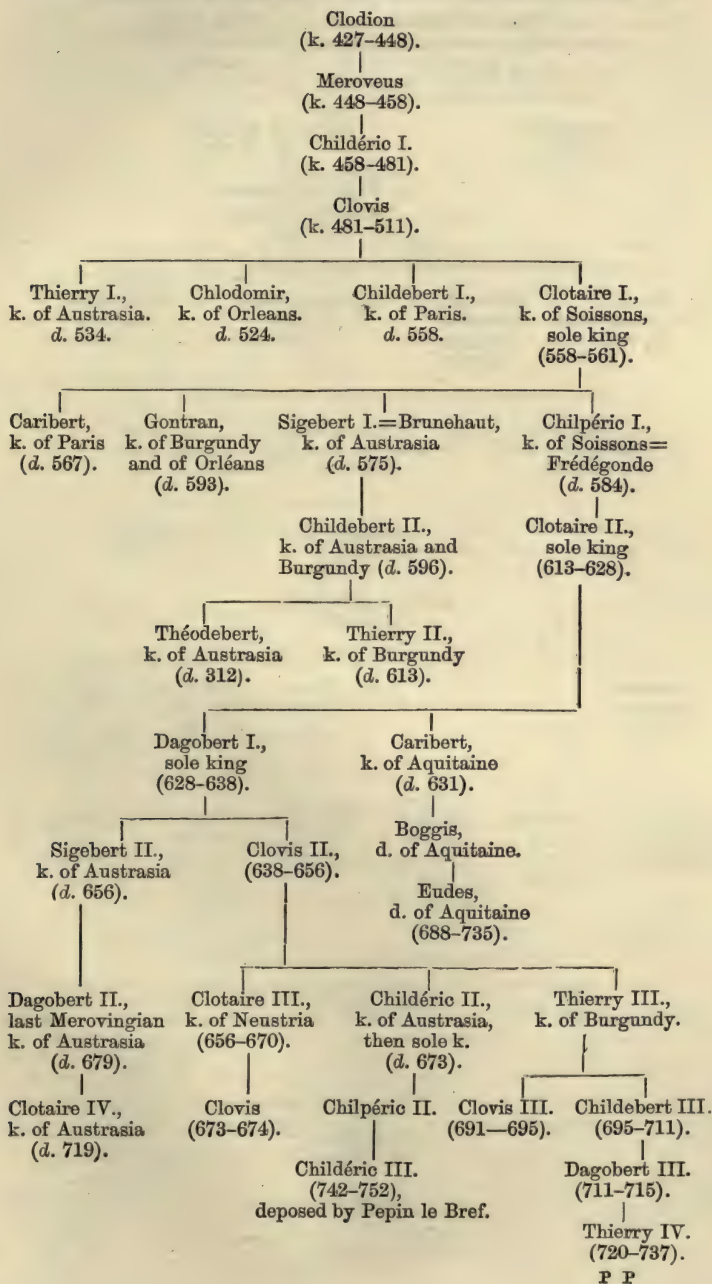 Clodion
(k. 427–448).
Meroveus
(k. 448–458).
Childéric I.
(k. 458–481).
Clovis
(k. 481–511).
Thierry I., Chlodomir, Childebert I., Clotaire I.,
k. of Austrasia. k. of Orleans. k. of Paris. k. of Soissons,
d. 534. d. 524. d. 558. sole king
(558–561).
Caribert, Gontran, Sigebert I.=Brunehaut, Chilpéric I.,
k. of Paris k. of Burgundy k. of Austrasia k. of Soissons=
(d. 567). and of Orléans (d. 575). Frédégonde
(d. 593). (d. 584).
Childebert II., Clotaire II.,
k. of Austrasia and sole king
Burgundy (d. 596). (613–628).
Théodebert, Thierry II.,
k. of Austrasia k. of Burgundy
(d. 312). (d. 613).
Dagobert I., Caribert,
sole king k. of Aquitaine
(628–638). (d. 631).
Boggis,
Sigebert II., Clovis II., d. of Aquitaine.
k. of Austrasia (638–656).
(d. 656). Eudes,
d. of Aquitaine
(688–735).
Dagobert II., Clotaire III., Childéric II., Thierry III.,
last Merovingian k. of Neustria k. of Austrasia, k. of Burgundy.
k. of Austrasia (656–670). then sole k.
(d. 679). (d. 673).
Clotaire IV., Clovis Chilpéric II. Clovis III. Childebert III.
k. of Austrasia (673–674). (691—695). (695–711).
(d. 719).
Childéric III. Dagobert III.
(742–752), (711–715).
deposed by Pepin le Bref.
Thierry IV.
(720–737).
P P